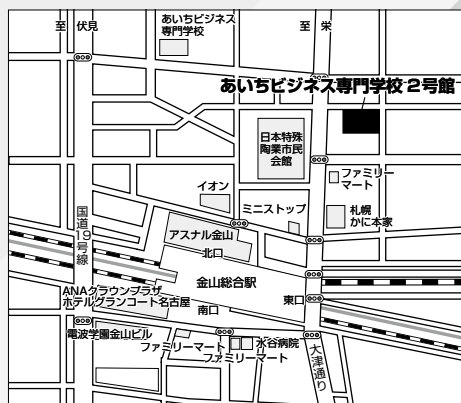 あいちビジネス
専門学校
至 伏見
至 栄
あいちビジネス専門学校 2号館
日本特殊
陶業市民
会館
ファミリー
マート
イオン
ミニストップ
札幌
かに本家
国道19号線
アスナル金山
北口
金山総合駅
ANAクラウンプラザ
ホテルグランコート名古屋
東口
南口
電波学園金山ビル
ファミリーマート
水谷病院
ファミリーマート
大津通り